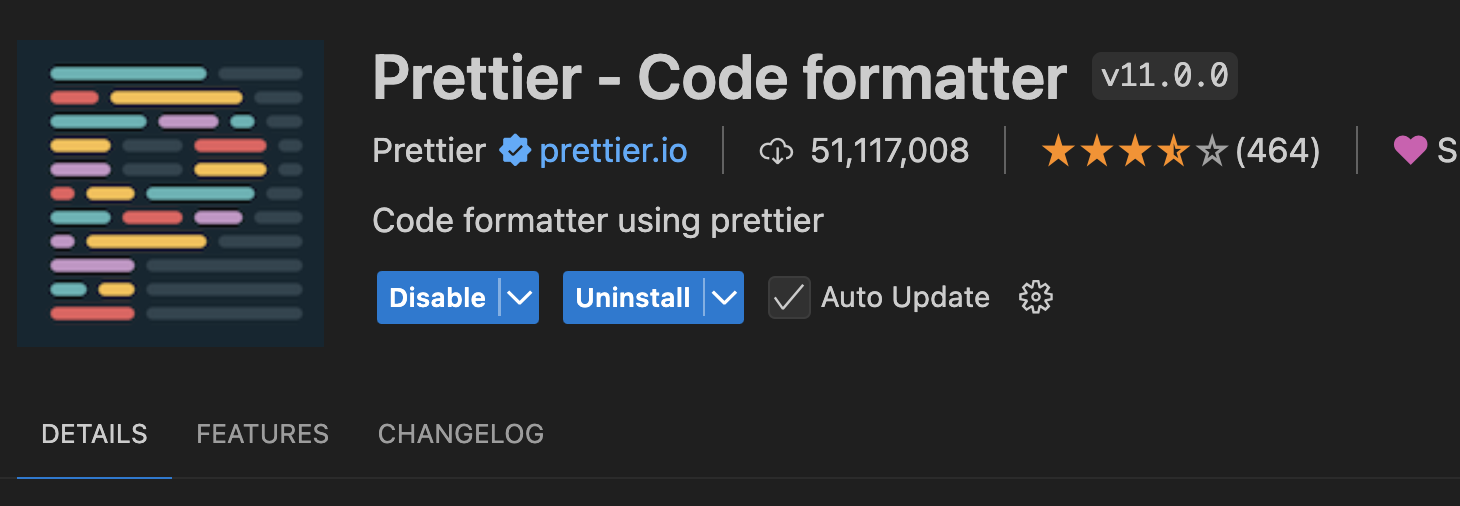 Prettier - Code formatter v11.0.0
Prettier prettier.io 51,117,008 (464) S
Code formatter using prettier
Disable Uninstall Auto Update
DETAILS FEATURES CHANGELOG